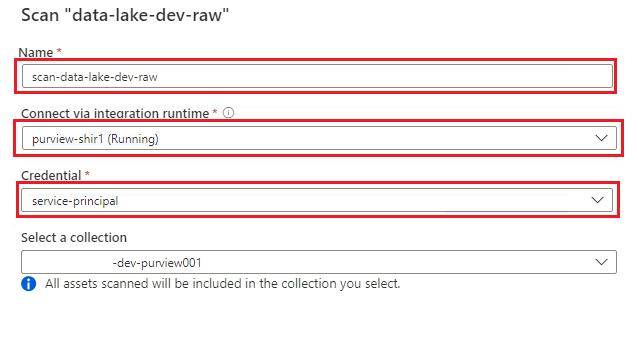 Scan "data-lake-dev-raw"
Name *
scan-data-lake-dev-raw
Connect via integration runtime * ⓘ
purview-shir1 (Running)
Credential *
service-principal
Select a collection
-dev-purview001
All assets scanned will be included in the collection you select.